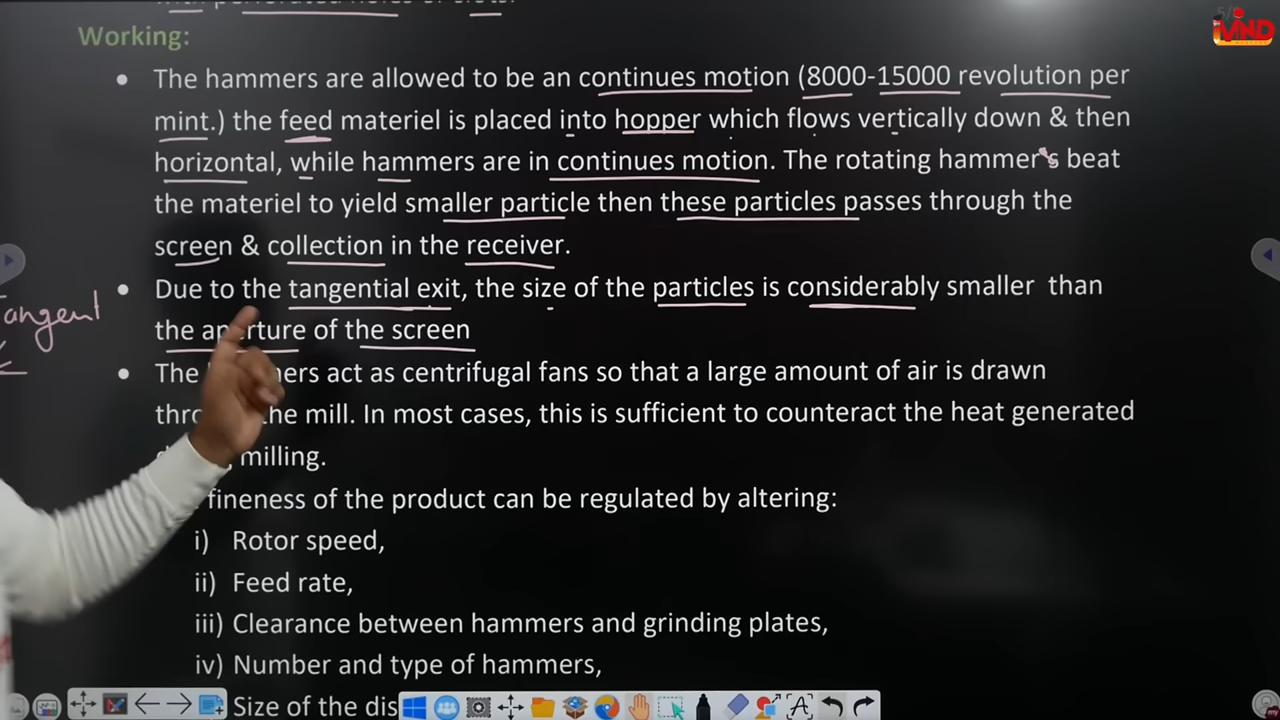 Working:
• The hammers are allowed to be an continues motion (8000-15000 revolution per
mint.) the feed materiel is placed into hopper which flows vertically down & then
horizontal, while hammers are in continues motion. The rotating hammer's beat
the materiel to yield smaller particle then these particles passes through the
screen & collection in the receiver.
• Due to the tangential exit, the size of the particles is considerably smaller than
the aperture of the screen
angent
• The act as centrifugal fans so that a large amount of air is drawn
the mill. In most cases, this is sufficient to counteract the heat generated
milling.
fineness of the product can be regulated by altering:
i) Rotor speed,
ii) Feed rate,
iii) Clearance between hammers and grinding plates,
iv) Number and type of hammers,
Size of the dis